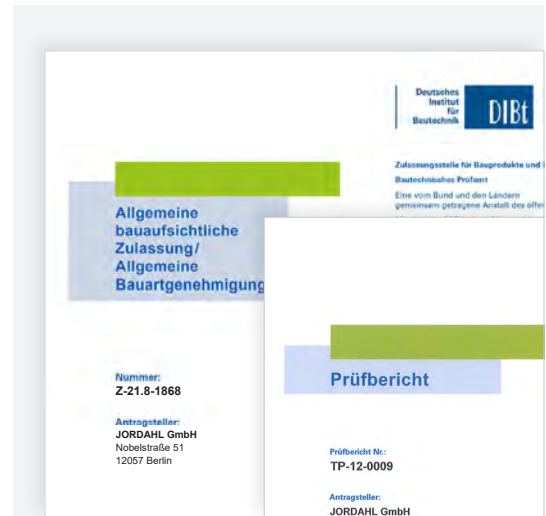 Deutsches
Institut
für
Bautechnik
DIBt
Zulassungsstelle für Bauprodukte und
Bautechnisches Prüfamt
Eine vom Bund und den Ländern
gemeinsam getragene Anstalt des
Allgemeine
bauaufsichtliche
Zulassung/
Allgemeine
Bauartgenehmigung
Nummer:
Z-21.8-1868
Antragsteller:
JORDAHL GmbH
Nobelstraße 51
12057 Berlin
Prüfbericht
Prüfbericht Nr.:
TP-12-0009
Antragsteller:
JORDAHL GmbH